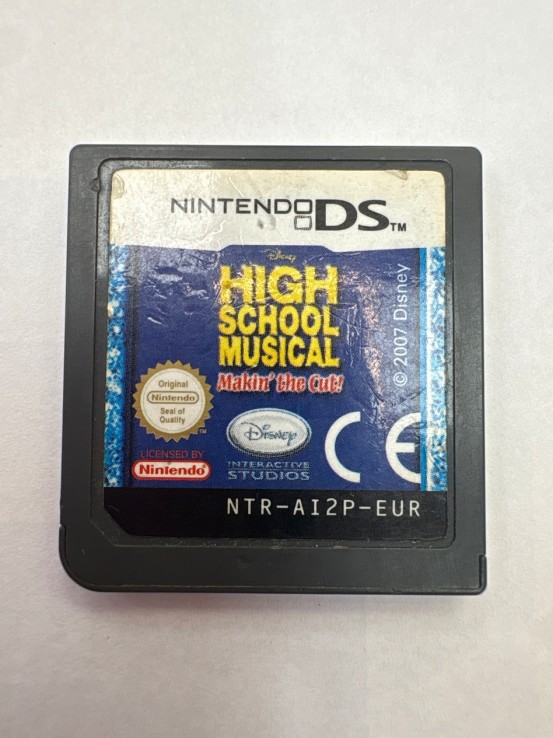 NINTENDO DS™
Disney
HIGH
SCHOOL
MUSICAL
Makin' the Cut!
© 2007 Disney
Original
Nintendo
Seal of
Quality
TM
LICENSED BY
Nintendo
Disney
INTERACTIVE
STUDIOS
CE
NTR-AI2P-EUR